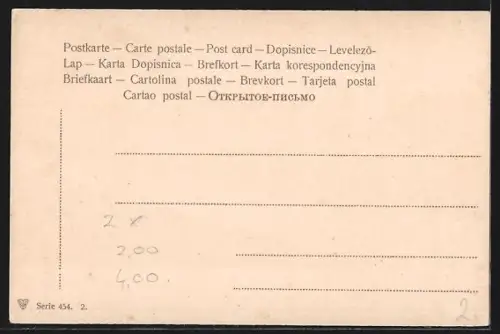 Postkarte – Carte postale – Post card – Dopisnice – Levelező-
Lap – Karta Dopisnica – Brefkort – Karta korespondencyjna
Briefkaart – Cartolina postale – Brevkort – Tarjeta postal
Cartao postal – Открытое-письмо
2 x
2,00
4,00
Serie 454. 2.
2.